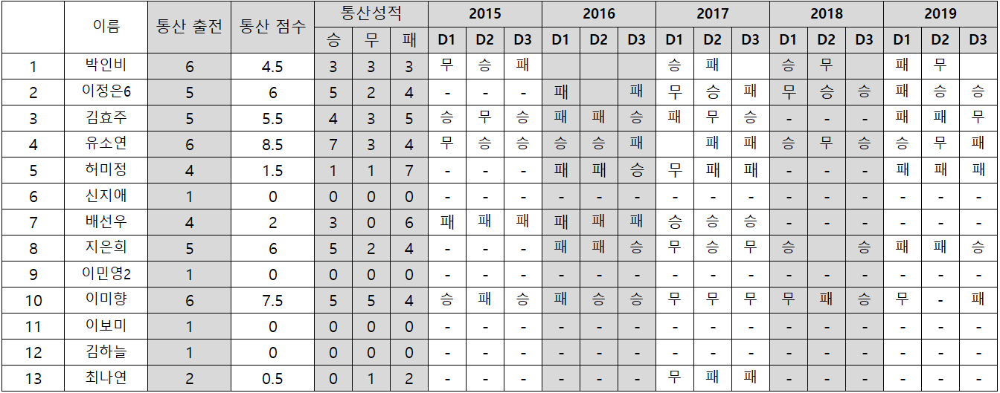 이름 통산 출전 통산 점수 통산성적 2015 2016 2017 2018 2019
승 무 패 D1 D2 D3 D1 D2 D3 D1 D2 D3 D1 D2 D3 D1 D2 D3
1 박인비 6 4.5 3 3 3 무 승 패 승 패 승 무 패 무
2 이정은6 5 6 5 2 4 - - - 패 패 무 승 패 무 승 승 패 승 승
3 김효주 5 5.5 4 3 5 승 무 승 패 패 승 패 무 승 - - - 패 패 무
4 유소연 6 8.5 7 3 4 무 승 승 승 승 패 패 패 승 무 승 승 무 패
5 허미정 4 1.5 1 1 7 - - - 패 패 승 무 패 패 - - - 패 패 패
6 신지애 1 0 0 0 0 - - - - - - - - - - - - - - -
7 배선우 4 2 3 0 6 패 패 패 패 패 패 승 승 승 - - - - - -
8 지은희 5 6 5 2 4 - - - 패 패 승 무 승 무 승 승 패 패 승
9 이민영2 1 0 0 0 0 - - - - - - - - - - - - - - -
10 이미향 6 7.5 5 5 4 승 패 승 패 승 승 무 무 무 무 패 승 무 - 패
11 이보미 1 0 0 0 0 - - - - - - - - - - - - - - -
12 김하늘 1 0 0 0 0 - - - - - - - - - - - - - - -
13 최나연 2 0.5 0 1 2 - - - - - - 무 패 패 - - - - - -